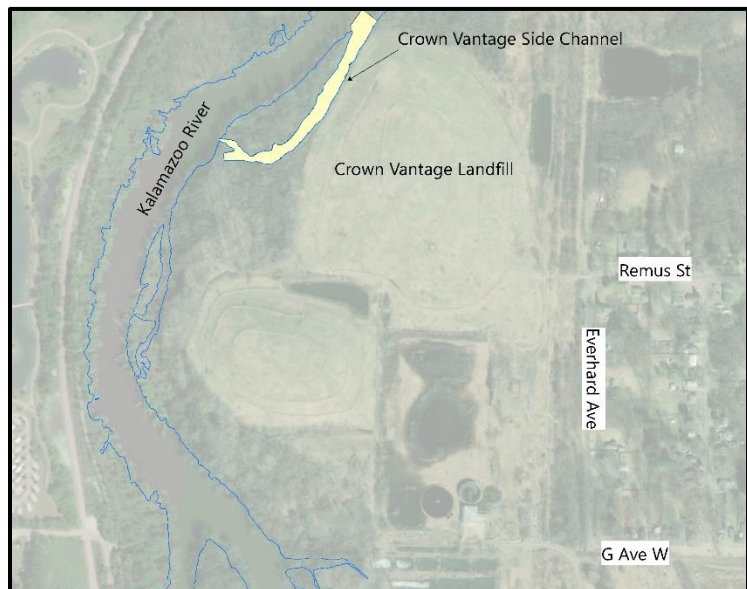 Crown Vantage Side Channel
Kalamazoo River
Crown Vantage Landfill
Remus St
Everhard Ave
G Ave W